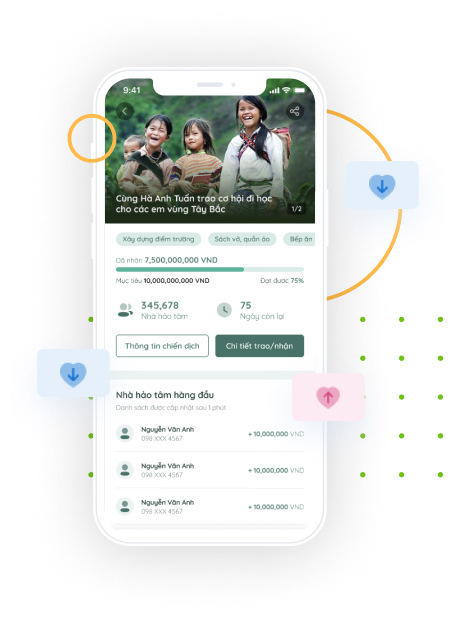 9:41
Cùng Hà Anh Tuấn trao cơ hội đi học
cho các em vùng Tây Bắc
1/2
Xây dựng điểm trường
Sách vở, quần áo
Bếp ăn
Đã nhận 7,500,000,000 VND
Mục tiêu 10,000,000,000 VND
Đạt được 75%
345,678
Nhà hảo tâm
75
Ngày còn lại
Thông tin chiến dịch
Chi tiết trao/nhận
Nhà hảo tâm hàng đầu
Danh sách được cập nhật sau 1 phút
Nguyễn Văn Anh
098 XXX 4567
+ 10,000,000 VND
Nguyễn Văn Anh
098 XXX 4567
+ 10,000,000 VND
Nguyễn Văn Anh
098 XXX 4567
+ 10,000,000 VND